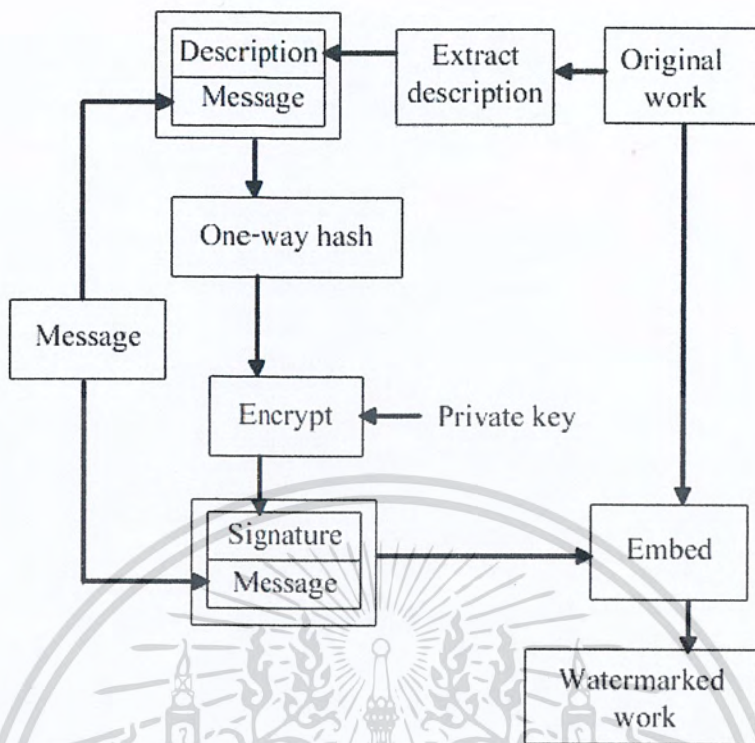 Description
Message
Extract
description
Original
work
One-way hash
Message
Encrypt
Private key
Signature
Message
Embed
Watermarked
work